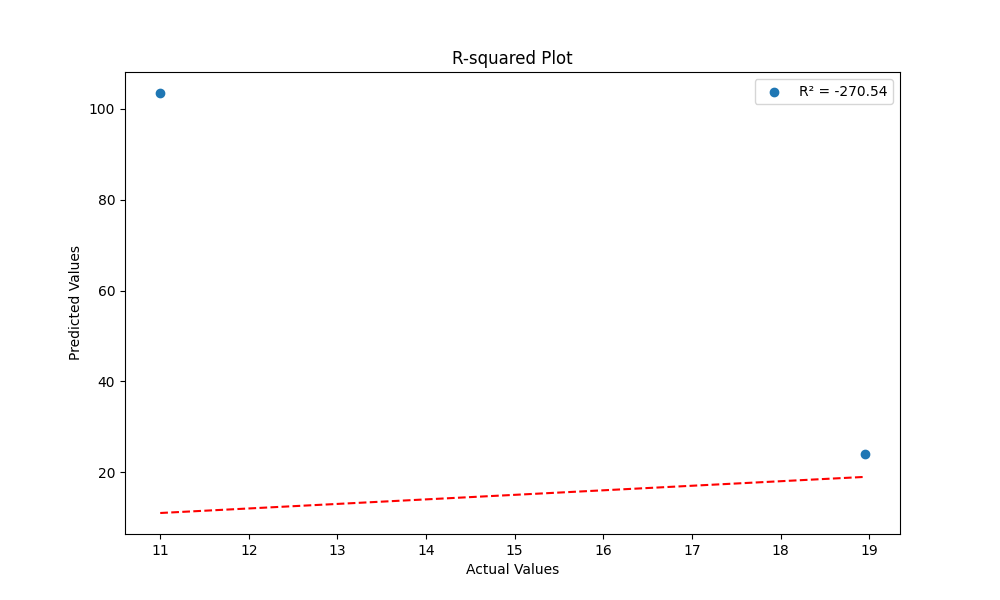 R-squared Plot
R² = -270.54
100
80
60
40
20
Predicted Values
11 12 13 14 15 16 17 18 19
Actual Values